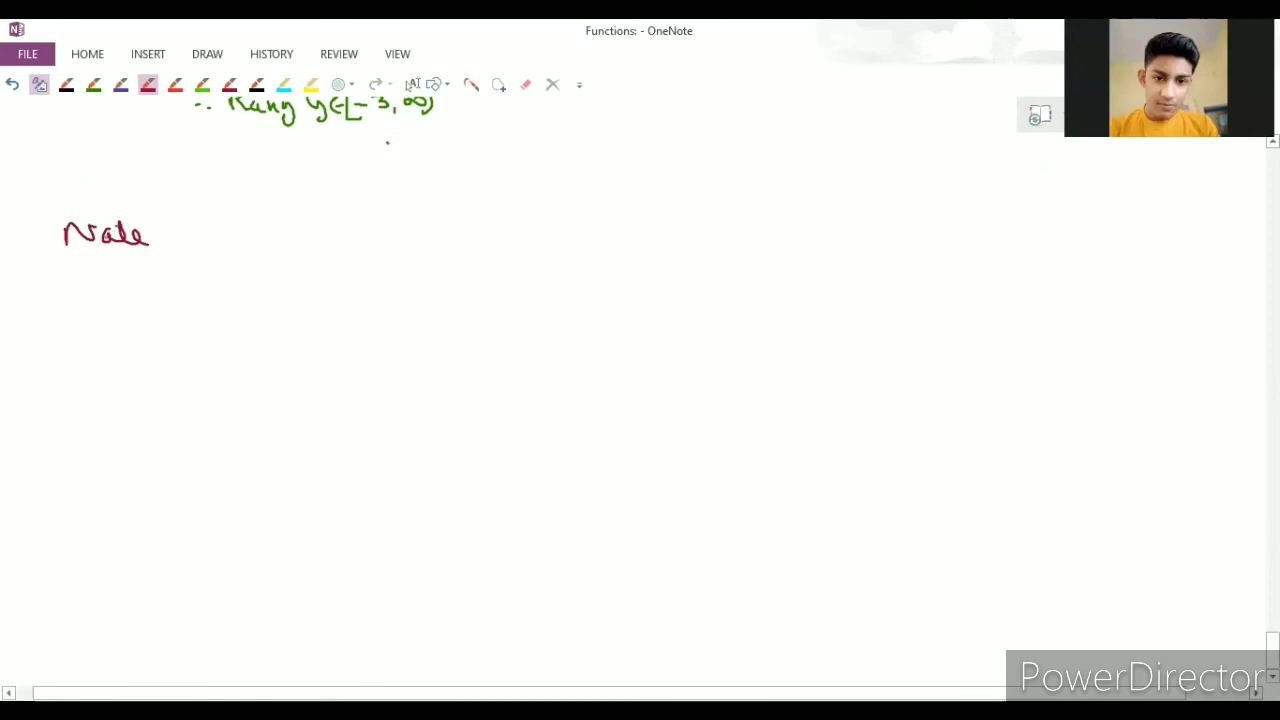 Functions: - OneNote
FILE HOME INSERT DRAW HISTORY REVIEW VIEW
∴ Rang y∈[-3, ∞)
Note
PowerDirector